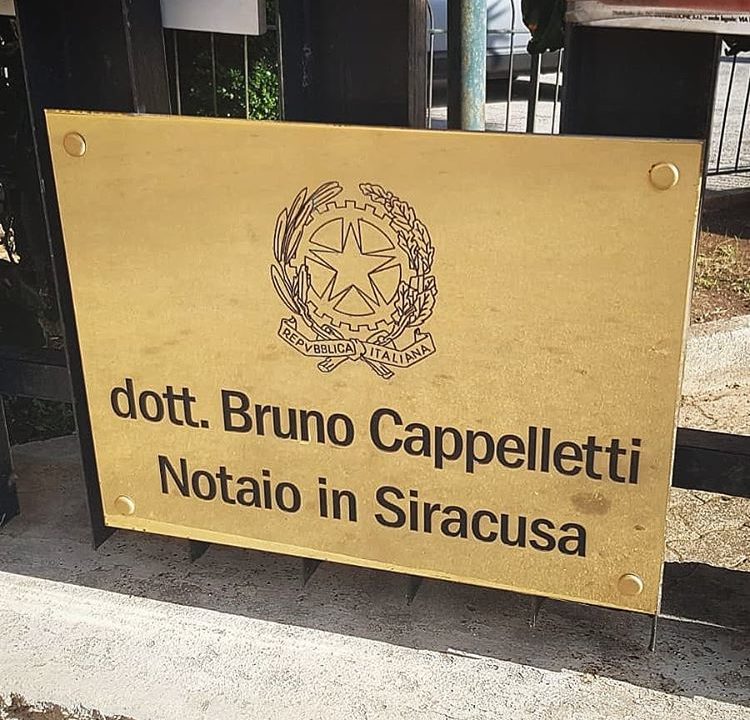 REPVBBLICA ITALIANA
dott. Bruno Cappelletti
Notaio in Siracusa